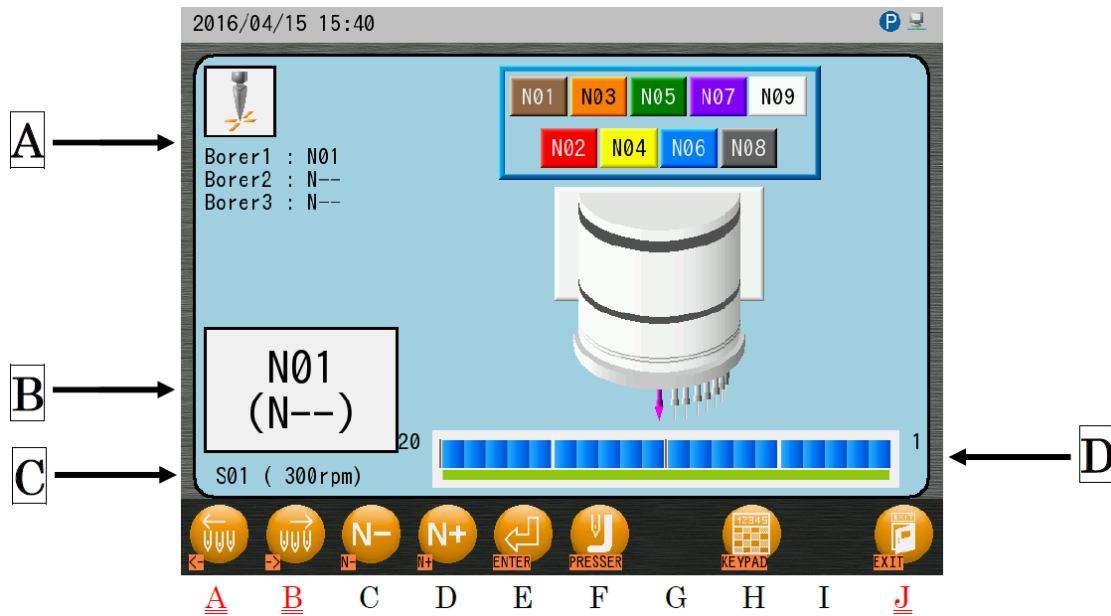 2016/04/15 15:40
P
N01 N03 N05 N07 N09
N02 N04 N06 N08
A
Borer1 : N01
Borer2 : N--
Borer3 : N--
B
N01
(N--)
20
1
C
S01 ( 300rpm)
D
N- N+ 12345 EXIT
<- -> N- N+ ENTER PRESSER KEYPAD EXIT
A B C D E F G H I J